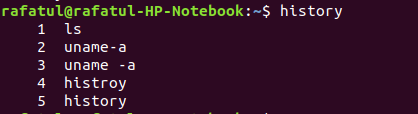 rafatul@rafatul-HP-Notebook:~$ history
1 ls
2 uname-a
3 uname -a
4 histroy
5 history